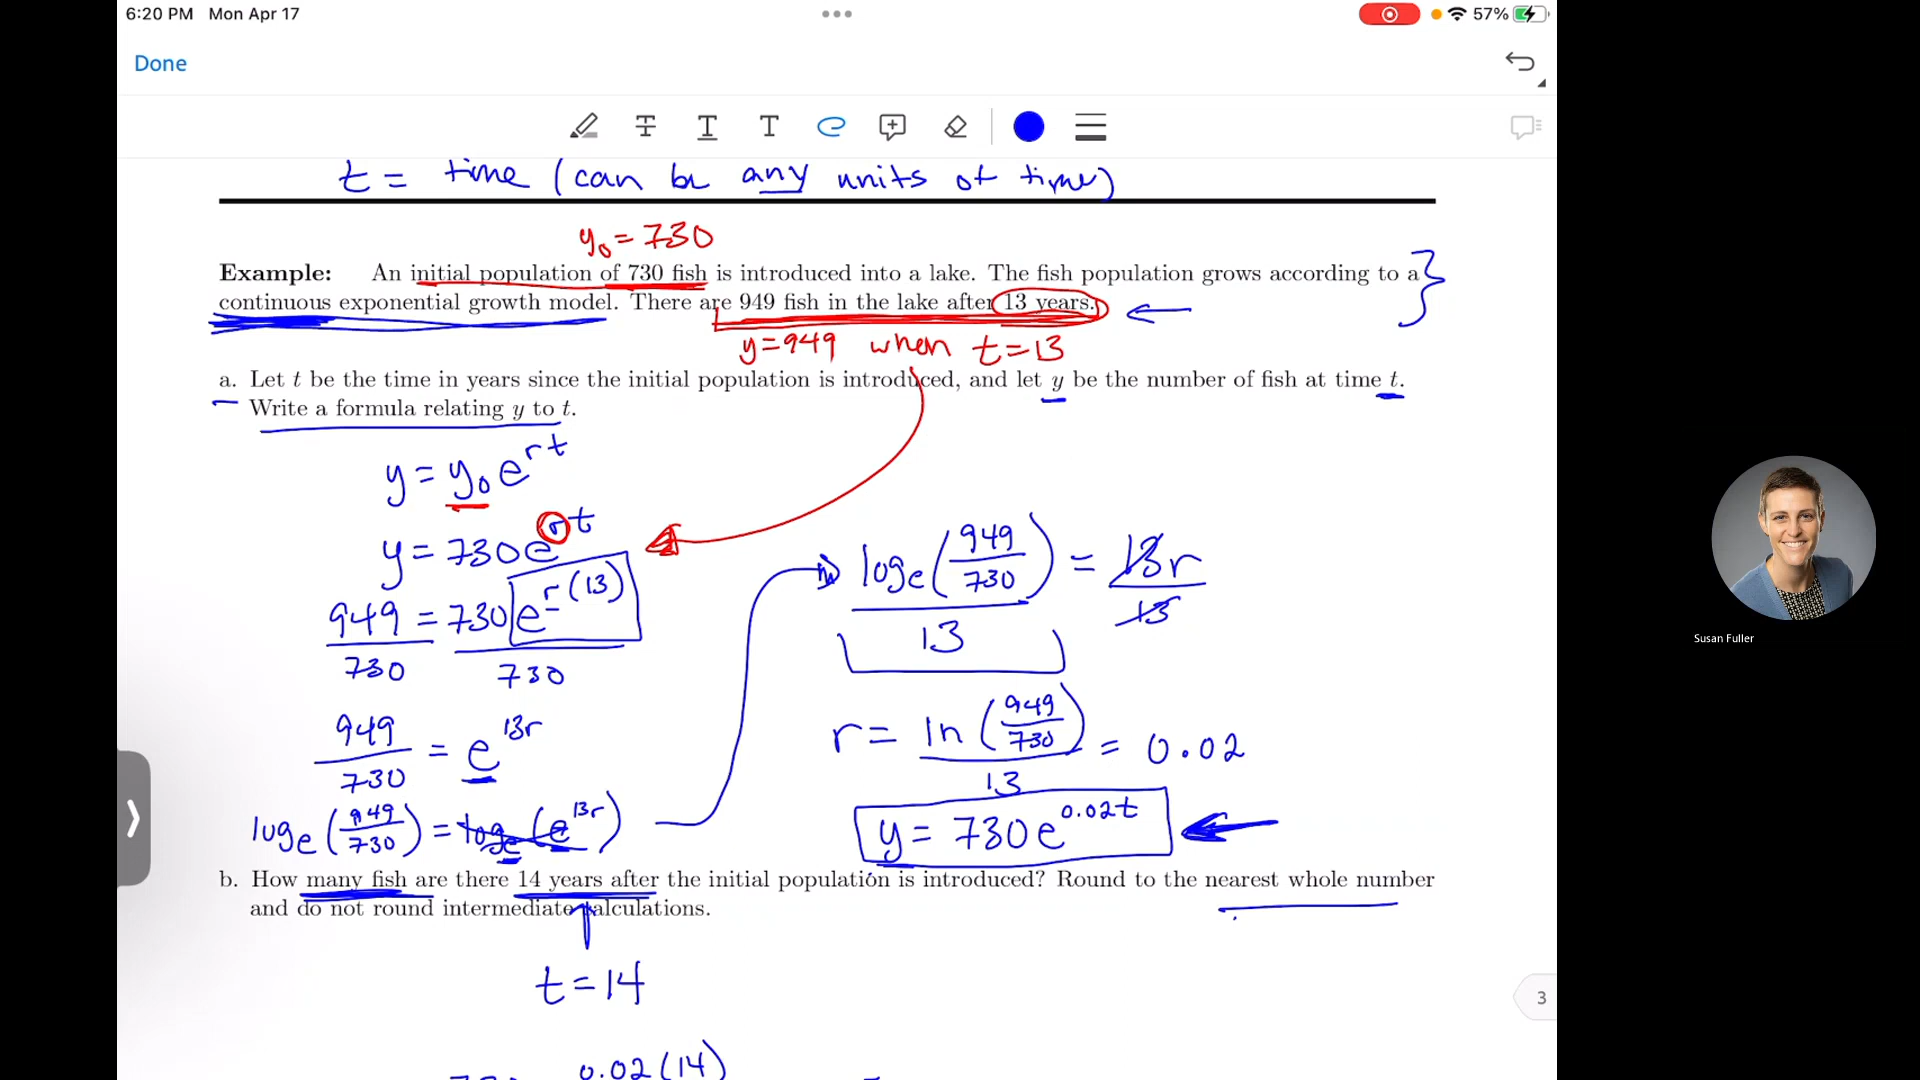 6:20 PM Mon Apr 17
57%
Done
t = time (can be any units of time)
y₀ = 730
Example: An initial population of 730 fish is introduced into a lake. The fish population grows according to a
continuous exponential growth model. There are 949 fish in the lake after 13 years.
y=949 when t=13
a. Let t be the time in years since the initial population is introduced, and let y be the number of fish at time t.
Write a formula relating y to t.
y = y₀ e^rt
y = 730e^rt
949 = 730 e^r(13)
730 730
949/730 = e^13r
logₑ(949/730) = logₑ(e^13r)
logₑ(949/730) = 13r
13 13
r = ln(949/730)/13 = 0.02
y = 730e^0.02t
b. How many fish are there 14 years after the initial population is introduced? Round to the nearest whole number
and do not round intermediate calculations.
t = 14
0.02(14)
3
Susan Fuller